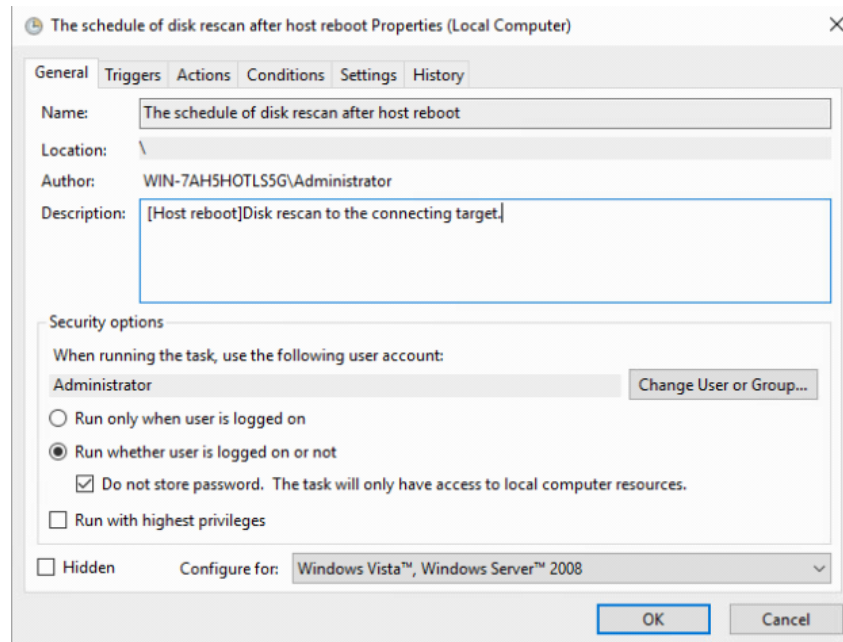 The schedule of disk rescan after host reboot Properties (Local Computer)
General Triggers Actions Conditions Settings History
Name: The schedule of disk rescan after host reboot
Location: \
Author: WIN-7AH5HOTLS5G\Administrator
Description: [Host reboot]Disk rescan to the connecting target.
Security options
When running the task, use the following user account:
Administrator Change User or Group...
Run only when user is logged on
Run whether user is logged on or not
Do not store password. The task will only have access to local computer resources.
Run with highest privileges
Hidden Configure for: Windows Vista™, Windows Server™ 2008
OK Cancel